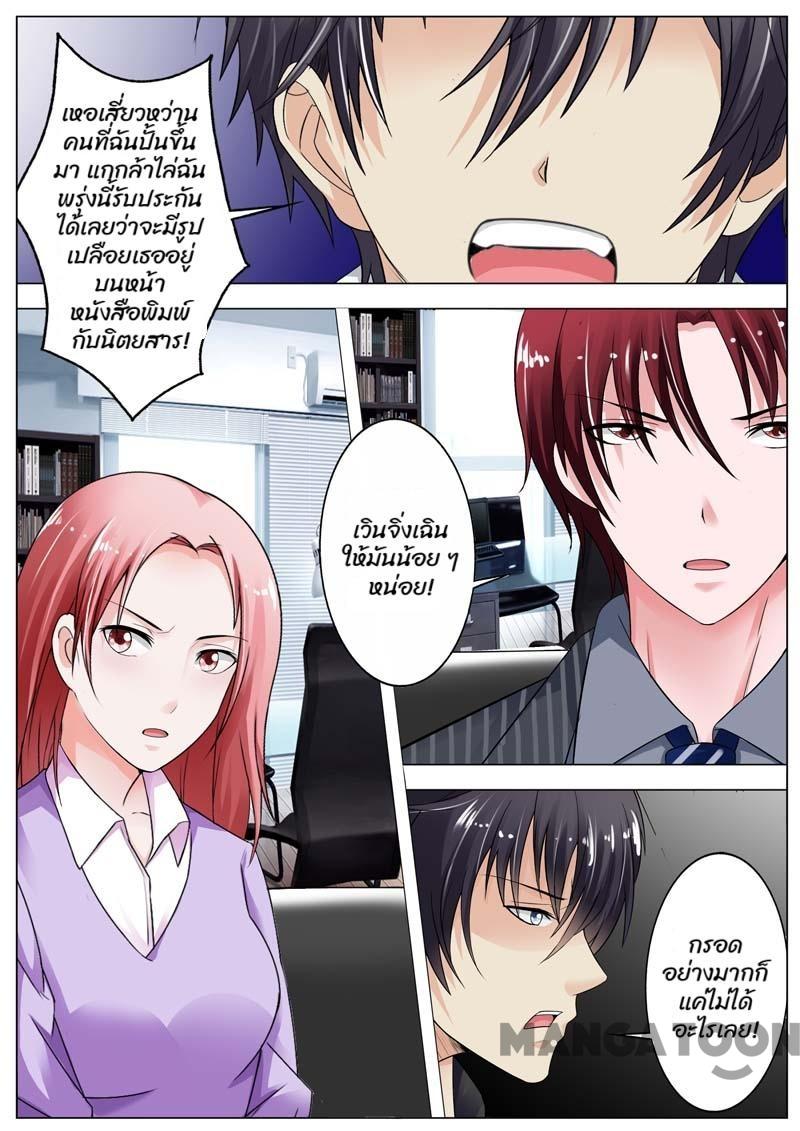 เหอเสี่ยวหว่าน
คนที่ฉันปั้นขึ้น
มา แกกล้าไล่ฉัน
พรุ่งนี้รับประกัน
ได้เลยว่าจะมีรูป
เปลือยเธออยู่
บนหน้า
หนังสือพิมพ์
กับนิตยสาร!
เวินจิ่งเฉิน
ให้มันน้อย ๆ
หน่อย!
กรอด
อย่างมากก็
แค่ไม่ได้
อะไรเลย!
MANGATOON